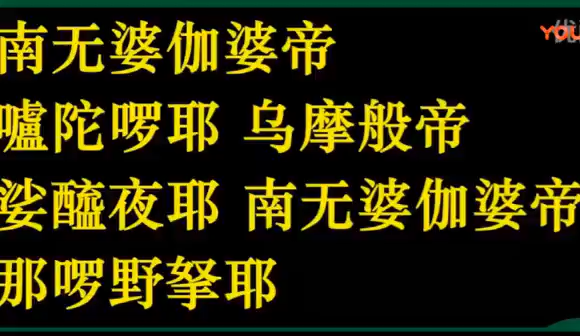 南无婆伽婆帝
嚧陀啰耶 乌摩般帝
娑醯夜耶 南无婆伽婆帝
那啰野拏耶